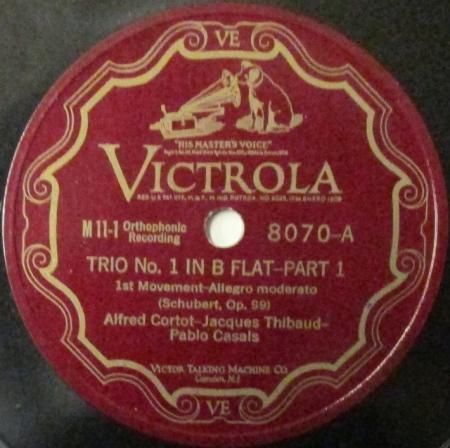 VE
"HIS MASTER'S VOICE"
VICTROLA
M 11-1 Orthophonic Recording 8070-A
TRIO No. 1 IN B FLAT-PART 1
1st Movement-Allegro moderato
(Schubert, Op. 99)
Alfred Cortot-Jacques Thibaud-
Pablo Casals
VICTOR TALKING MACHINE CO.
Camden, N.J.
VE